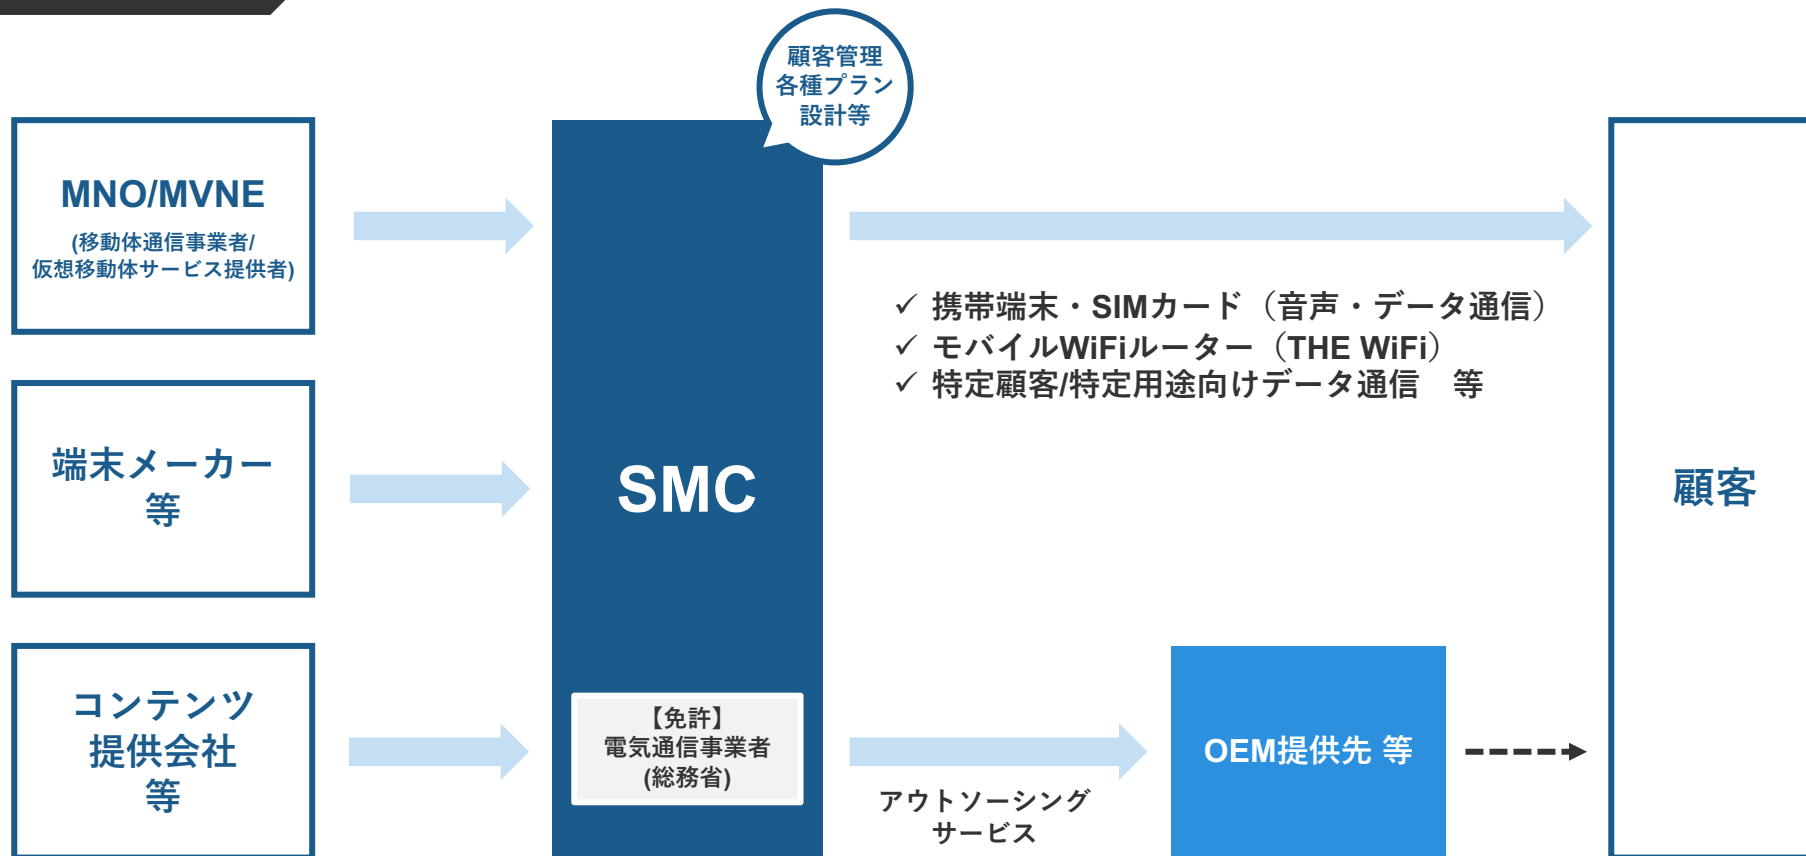 顧客管理
各種プラン
設計等
MNO/MVNE
(移動体通信事業者/
仮想移動体サービス提供者)
端末メーカー
等
コンテンツ
提供会社
等
SMC
【免許】
電気通信事業者
(総務省)
✓ 携帯端末・SIMカード（音声・データ通信）
✓ モバイルWiFiルーター（THE WiFi）
✓ 特定顧客/特定用途向けデータ通信　等
アウトソーシング
サービス
OEM提供先 等
顧客